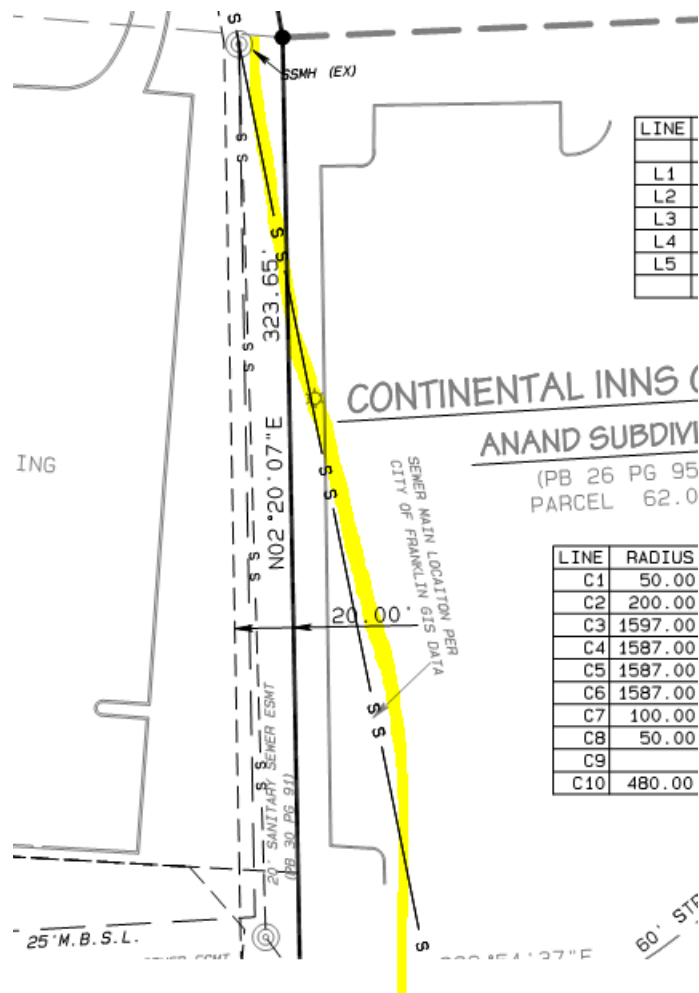 S
SSMH (EX)
S
S
S
S
S
S
323.65'
S
S
LINE
L1
L2
L3
L4
L5
CONTINENTAL INNS
ANAND SUBDIVI
(PB 26 PG 95
PARCEL 62.0
ING
N02°20'07"E
S
S
S
S
SEWER MAIN LOCAITON PER
CITY OF FRANKLIN GIS DATA
20.00'
LINE RADIUS
C1 50.00
C2 200.00
C3 1597.00
C4 1587.00
C5 1587.00
C6 1587.00
C7 100.00
C8 50.00
C9
C10 480.00
S
S
S
S
20' SANITARY SEWER ESMT
(PB 30 PG 91)
25'M.B.S.L.
S
60' STR